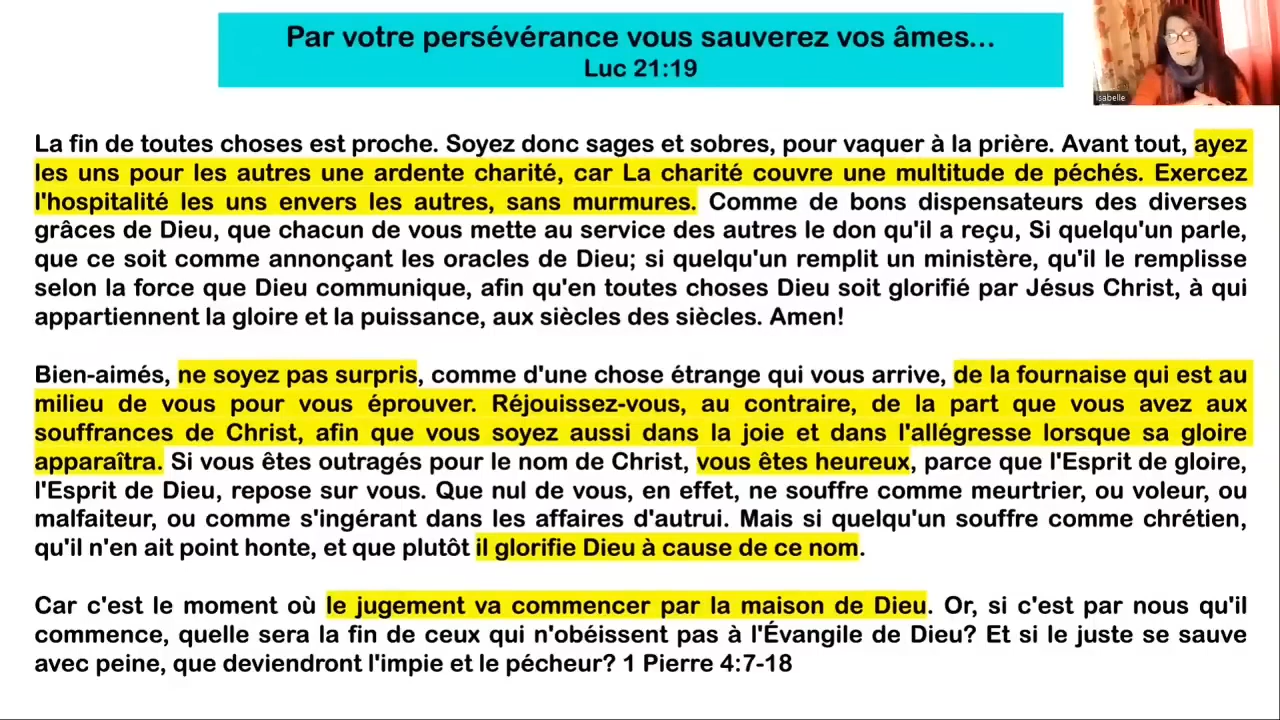 Par votre persévérance vous sauverez vos âmes...
Luc 21:19
Isabelle
La fin de toutes choses est proche. Soyez donc sages et sobres, pour vaquer à la prière. Avant tout, ayez
les uns pour les autres une ardente charité, car La charité couvre une multitude de péchés. Exercez
l'hospitalité les uns envers les autres, sans murmures. Comme de bons dispensateurs des diverses
grâces de Dieu, que chacun de vous mette au service des autres le don qu'il a reçu, Si quelqu'un parle,
que ce soit comme annonçant les oracles de Dieu; si quelqu'un remplit un ministère, qu'il le remplisse
selon la force que Dieu communique, afin qu'en toutes choses Dieu soit glorifié par Jésus Christ, à qui
appartiennent la gloire et la puissance, aux siècles des siècles. Amen!
Bien-aimés, ne soyez pas surpris, comme d'une chose étrange qui vous arrive, de la fournaise qui est au
milieu de vous pour vous éprouver. Réjouissez-vous, au contraire, de la part que vous avez aux
souffrances de Christ, afin que vous soyez aussi dans la joie et dans l'allégresse lorsque sa gloire
apparaîtra. Si vous êtes outragés pour le nom de Christ, vous êtes heureux, parce que l'Esprit de gloire,
l'Esprit de Dieu, repose sur vous. Que nul de vous, en effet, ne souffre comme meurtrier, ou voleur, ou
malfaiteur, ou comme s'ingérant dans les affaires d'autrui. Mais si quelqu'un souffre comme chrétien,
qu'il n'en ait point honte, et que plutôt il glorifie Dieu à cause de ce nom.
Car c'est le moment où le jugement va commencer par la maison de Dieu. Or, si c'est par nous qu'il
commence, quelle sera la fin de ceux qui n'obéissent pas à l'Évangile de Dieu? Et si le juste se sauve
avec peine, que deviendront l'impie et le pécheur? 1 Pierre 4:7-18